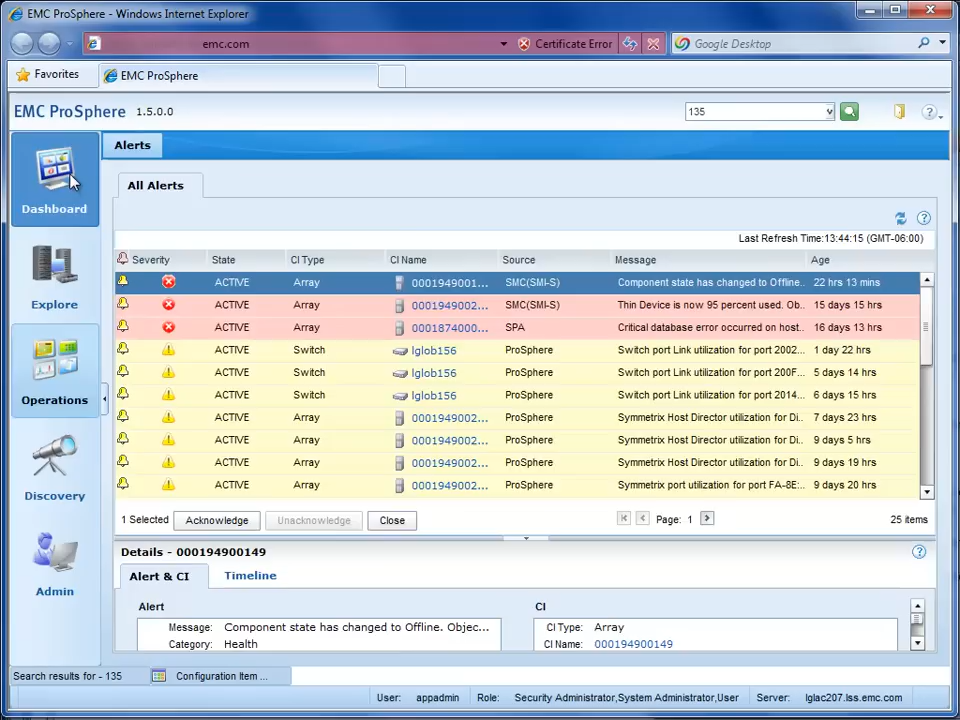 EMC ProSphere - Windows Internet Explorer
emc.com
Certificate Error
Google Desktop
Favorites
EMC ProSphere
EMC ProSphere 1.5.0.0
135
Alerts
All Alerts
Dashboard
Explore
Operations
Discovery
Admin
Last Refresh Time:13:44:15 (GMT-06:00)
Severity State CI Type CI Name Source Message Age
ACTIVE Array 0001949001... SMC(SMI-S) Component state has changed to Offline... 22 hrs 13 mins
ACTIVE Array 0001949002... SMC(SMI-S) Thin Device is now 95 percent used. Ob... 15 days 15 hrs
ACTIVE Array 0001874000... SPA Critical database error occurred on host... 16 days 13 hrs
ACTIVE Switch lglob156 ProSphere Switch port Link utilization for port 2002... 1 day 22 hrs
ACTIVE Switch lglob156 ProSphere Switch port Link utilization for port 200F... 5 days 14 hrs
ACTIVE Switch lglob156 ProSphere Switch port Link utilization for port 2014... 6 days 15 hrs
ACTIVE Array 0001949002... ProSphere Symmetrix Host Director utilization for Di... 7 days 23 hrs
ACTIVE Array 0001949002... ProSphere Symmetrix Host Director utilization for Di... 9 days 5 hrs
ACTIVE Array 0001949002... ProSphere Symmetrix Host Director utilization for Di... 9 days 19 hrs
ACTIVE Array 0001949002... ProSphere Symmetrix port utilization for port FA-8E:... 9 days 20 hrs
1 Selected Acknowledge Unacknowledge Close Page: 1 25 items
Details - 000194900149
Alert & CI Timeline
Alert CI
Message: Component state has changed to Offline. Objec... CI Type: Array
Category: Health CI Name: 000194900149
Search results for - 135 Configuration Item ...
User: appadmin Role: Security Administrator,System Administrator,User Server: lglac207.lss.emc.com